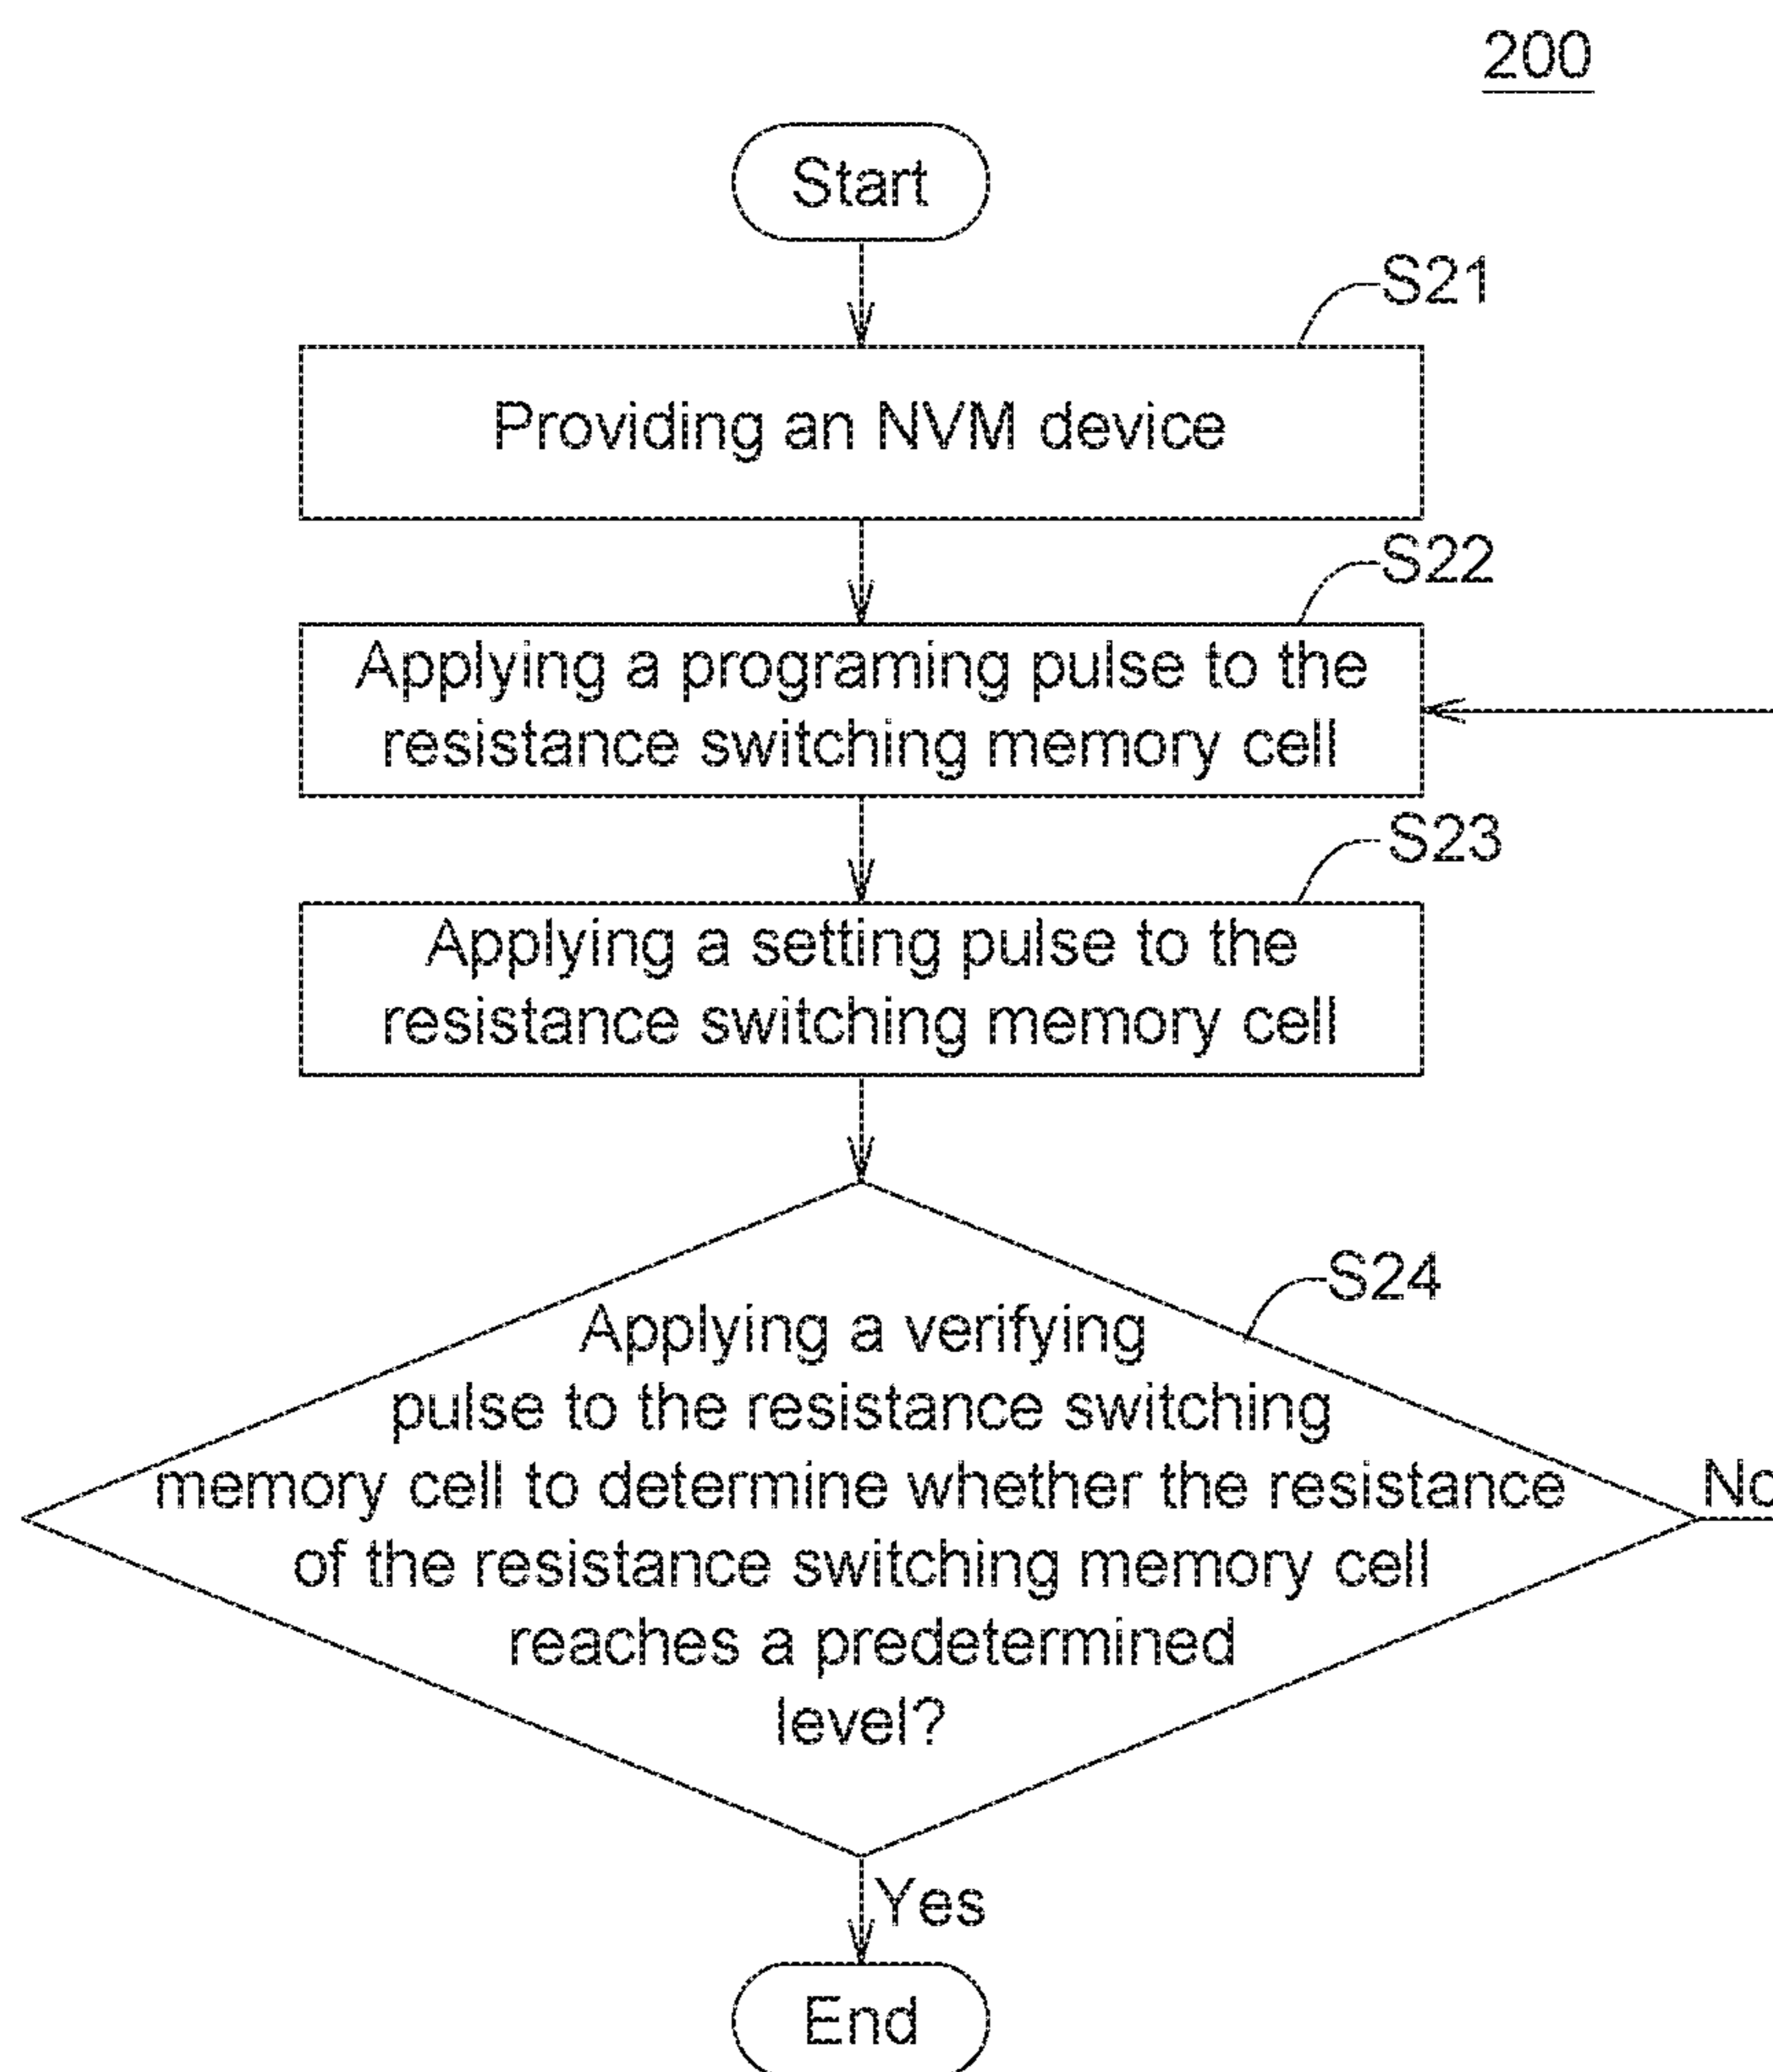 200
Start
S21
Providing an NVM device
S22
Applying a programing pulse to the
resistance switching memory cell
S23
Applying a setting pulse to the
resistance switching memory cell
S24
Applying a verifying
pulse to the resistance switching
memory cell to determine whether the resistance
No
of the resistance switching memory cell
reaches a predetermined
level?
Yes
End